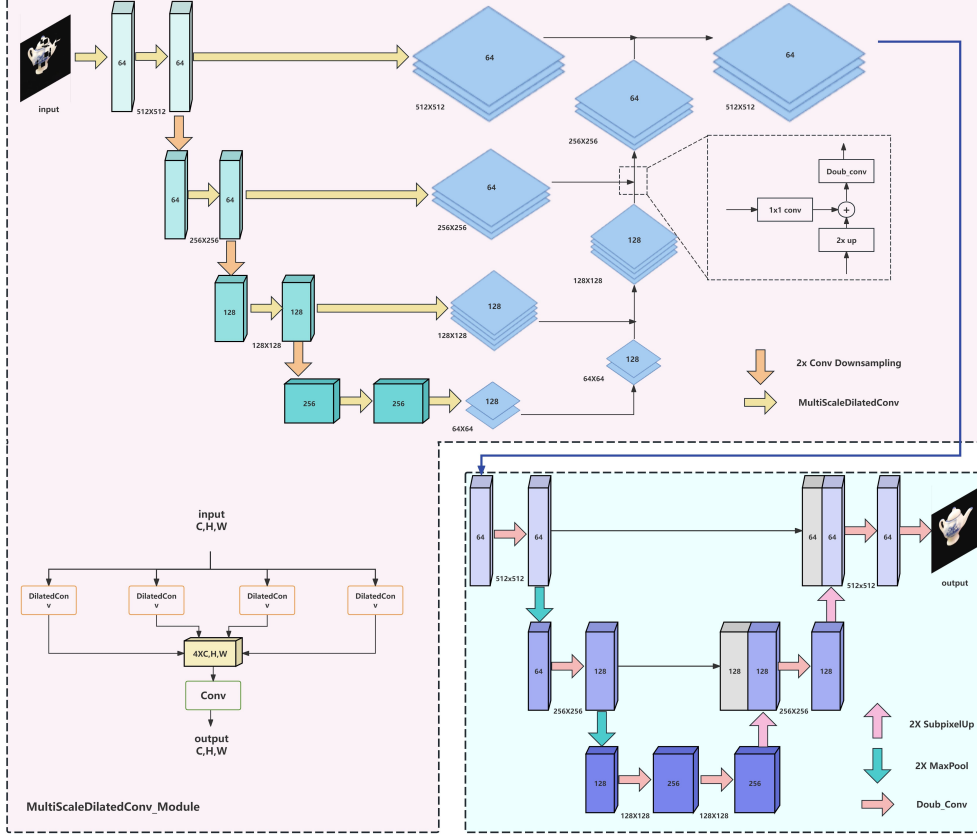 input
64
64
512X512
64
512X512
64
256X256
64
512X512
64
64
256X256
64
256X256
128
128X128
Doub_conv
1x1 conv
+
2x up
128
128
128X128
128
128X128
128
64X64
256
256
128
64X64
2x Conv Downsampling
MultiScaleDilatedConv
input
C,H,W
DilatedCon
v
DilatedCon
v
DilatedCon
v
DilatedCon
v
4XC,H,W
Conv
output
C,H,W
MultiScaleDilatedConv_Module
64
64
512x512
64
64
512x512
64
output
64
128
256X256
128
128
256X256
128
128
256
256
128X128
128X128
2X SubpixelUp
2X MaxPool
Doub_Conv